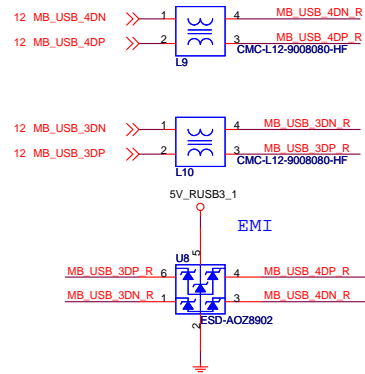 12 MB_USB_4DN 1 4 MB_USB_4DN_R
12 MB_USB_4DP 2 3 MB_USB_4DP_R
L9 CMC-L12-9008080-HF
12 MB_USB_3DN 1 4 MB_USB_3DN_R
12 MB_USB_3DP 2 3 MB_USB_3DP_R
L10 CMC-L12-9008080-HF
5V_RUSB3_1
EMI
U8 5
MB_USB_3DP_R 6 4 MB_USB_4DP_R
MB_USB_3DN_R 1 3 MB_USB_4DN_R
2 ESD-AOZ8902